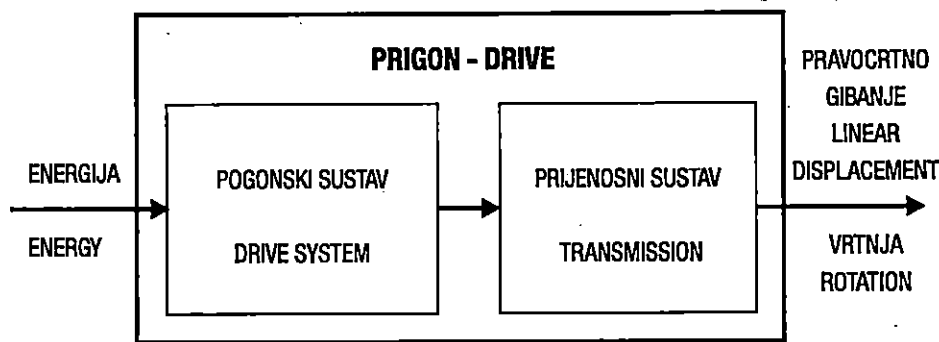 PRIGON - DRIVE
ENERGIJA
ENERGY
POGONSKI SUSTAV
DRIVE SYSTEM
PRIJENOSNI SUSTAV
TRANSMISSION
PRAVOCRTNO
GIBANJE
LINEAR
DISPLACEMENT
VRTNJA
ROTATION